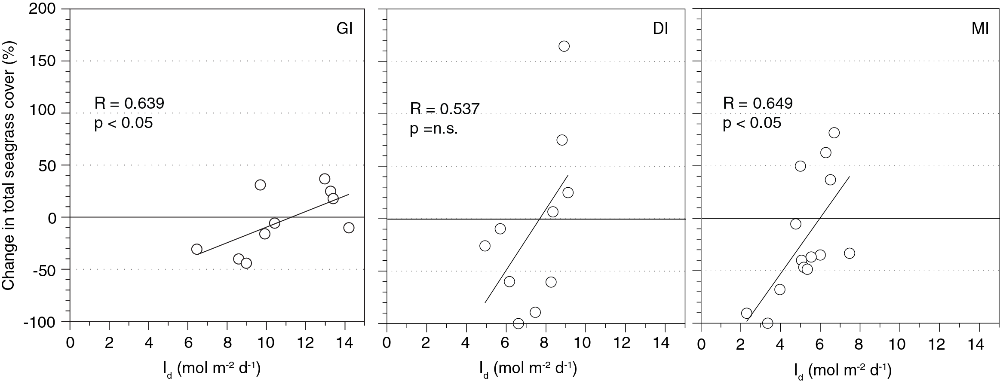 Change in total seagrass cover (%)
200
150
100
50
0
-50
-100
GI
R = 0.639
p < 0.05
0 2 4 6 8 10 12 14
I_d (mol m⁻² d⁻¹)
DI
R = 0.537
p =n.s.
0 2 4 6 8 10 12 14
I_d (mol m⁻² d⁻¹)
MI
R = 0.649
p < 0.05
0 2 4 6 8 10 12 14
I_d (mol m⁻² d⁻¹)